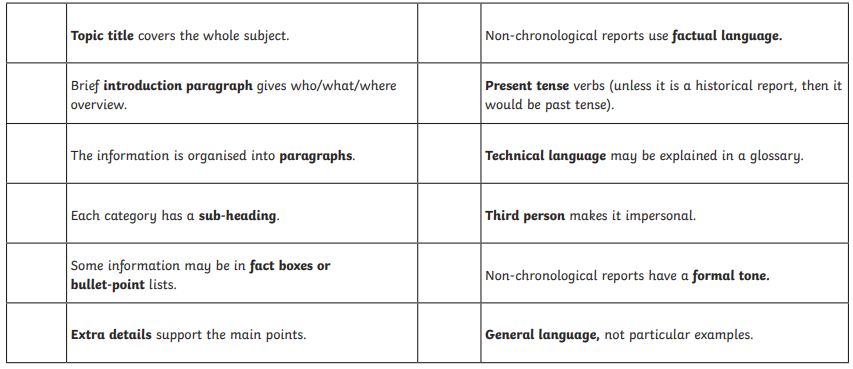 Topic title covers the whole subject.
Non-chronological reports use factual language.
Brief introduction paragraph gives who/what/where
overview.
Present tense verbs (unless it is a historical report, then it
would be past tense).
The information is organised into paragraphs.
Technical language may be explained in a glossary.
Each category has a sub-heading.
Third person makes it impersonal.
Some information may be in fact boxes or
bullet-point lists.
Non-chronological reports have a formal tone.
Extra details support the main points.
General language, not particular examples.